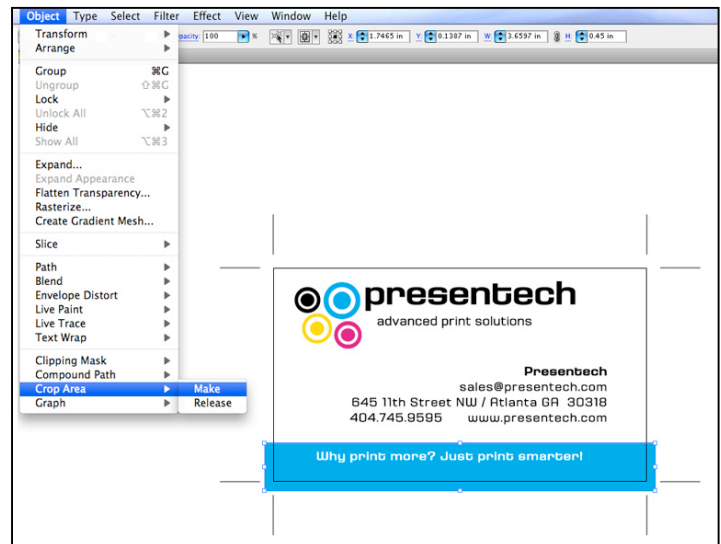 Object Type Select Filter Effect View Window Help
Opacity: 100 % X: 1.7465 in Y: 0.1387 in W: 3.6597 in H: 0.45 in
Transform
Arrange
Group ⌘G
Ungroup ⇧⌘G
Lock
Unlock All ⌥⌘2
Hide
Show All ⌥⌘3
Expand...
Expand Appearance
Flatten Transparency...
Rasterize...
Create Gradient Mesh...
Slice
Path
Blend
Envelope Distort
Live Paint
Live Trace
Text Wrap
Clipping Mask
Compound Path
Crop Area Make
Graph Release
presentech
advanced print solutions
Presentech
sales@presentech.com
645 11th Street NW / Atlanta GA 30318
404.745.9595 www.presentech.com
Why print more? Just print smarter!